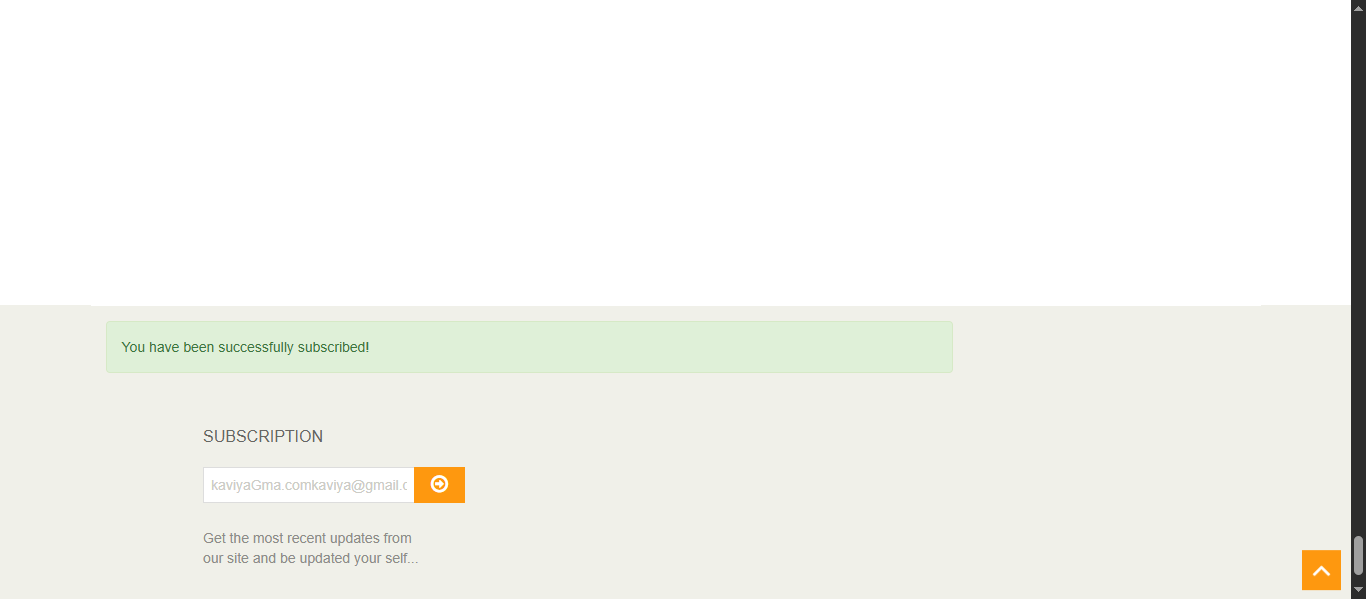 You have been successfully subscribed!
SUBSCRIPTION
kaviyaGma.comkaviya@gmail.c
Get the most recent updates from
our site and be updated your self...